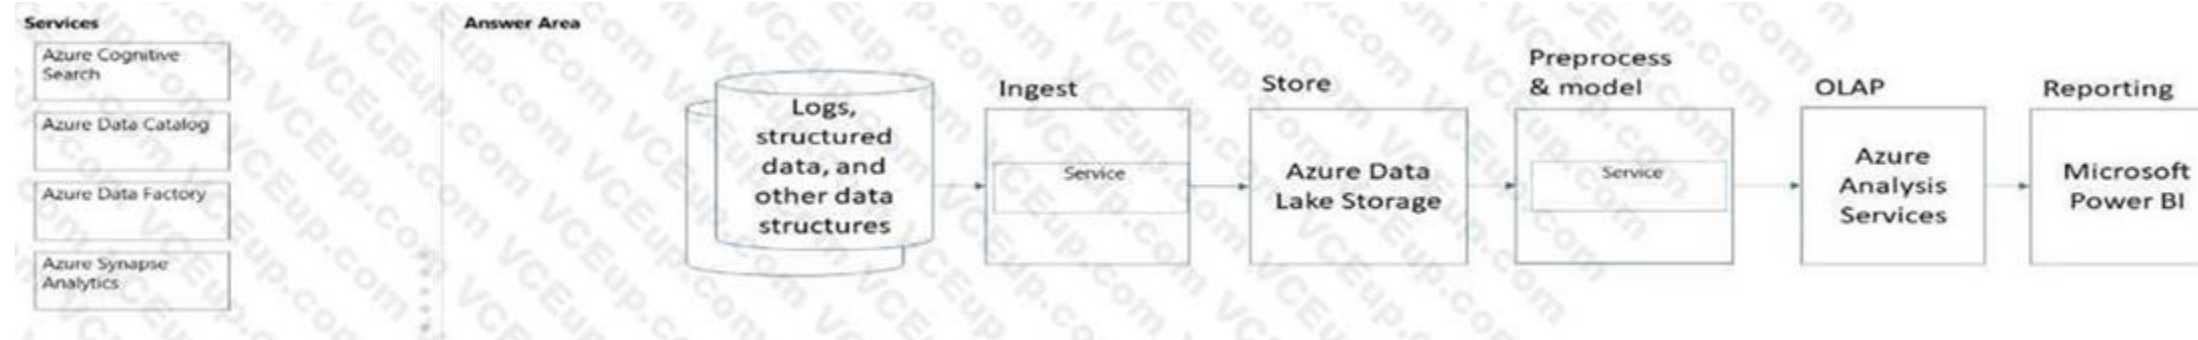 Services
Azure Cognitive
Search
Azure Data Catalog
Azure Data Factory
Azure Synapse
Analytics
Answer Area
Logs,
structured
data, and
other data
structures
Ingest
Service
Store
Azure Data
Lake Storage
Preprocess
& model
Service
OLAP
Azure
Analysis
Services
Reporting
Microsoft
Power BI
VCEup.com